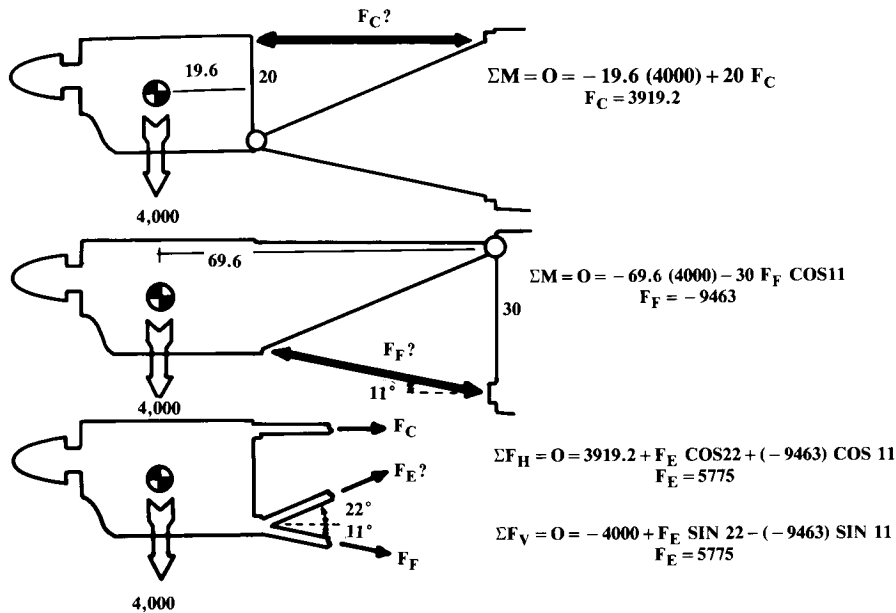 F_C?
19.6
20
4,000
ΣM = O = − 19.6 (4000) + 20 F_C
F_C = 3919.2
69.6
30
F_F?
11°
4,000
ΣM = O = − 69.6 (4000) − 30 F_F COS11
F_F = − 9463
F_C
F_E?
22°
11°
F_F
4,000
ΣF_H = O = 3919.2 + F_E COS22 + (− 9463) COS 11
F_E = 5775
ΣF_V = O = − 4000 + F_E SIN 22 − (− 9463) SIN 11
F_E = 5775